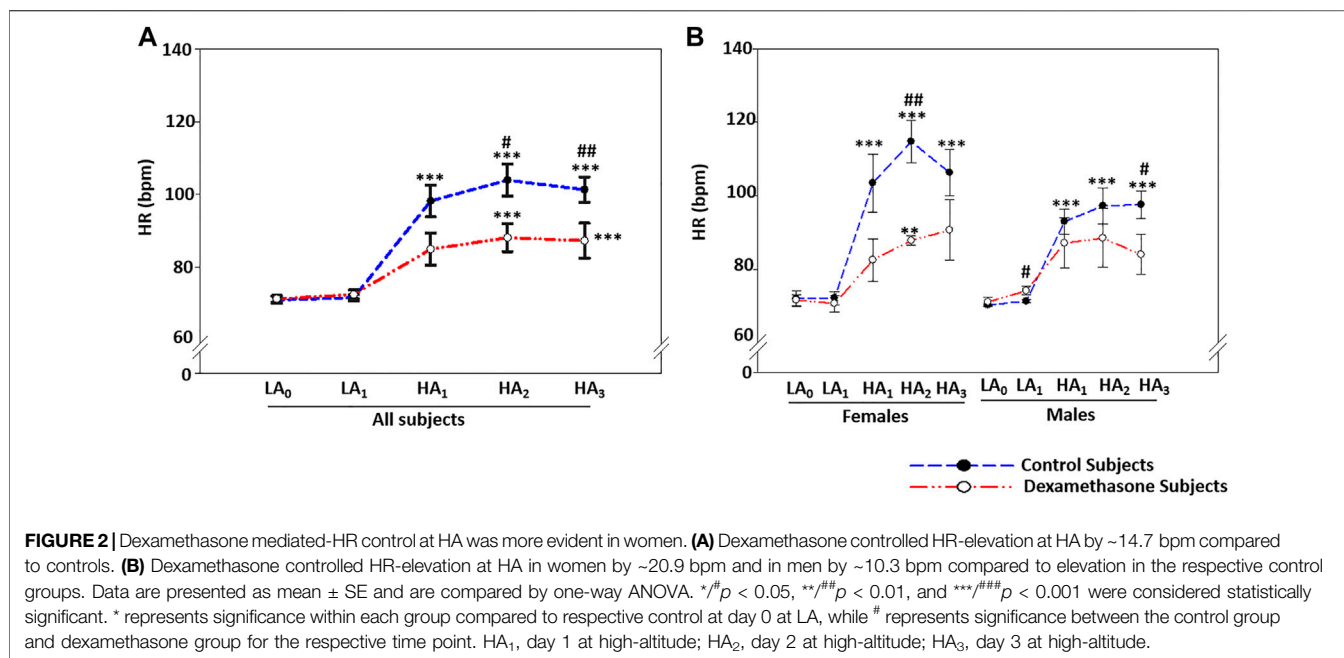 A
B
140
120
100
80
60
0
HR (bpm)
***
#
***
##
***
***
***
LA₀ LA₁ HA₁ HA₂ HA₃
All subjects
140
120
100
80
60
0
HR (bpm)
***
##
***
***
**
#
***
***
#
***
LA₀ LA₁ HA₁ HA₂ HA₃ LA₀ LA₁ HA₁ HA₂ HA₃
Females Males
Control Subjects
Dexamethasone Subjects
FIGURE 2 | Dexamethasone mediated-HR control at HA was more evident in women. (A) Dexamethasone controlled HR-elevation at HA by ~14.7 bpm compared
to controls. (B) Dexamethasone controlled HR-elevation at HA in women by ~20.9 bpm and in men by ~10.3 bpm compared to elevation in the respective control
groups. Data are presented as mean ± SE and are compared by one-way ANOVA. */#p < 0.05, **/##p < 0.01, and ***/###p < 0.001 were considered statistically
significant. * represents significance within each group compared to respective control at day 0 at LA, while # represents significance between the control group
and dexamethasone group for the respective time point. HA₁, day 1 at high-altitude; HA₂, day 2 at high-altitude; HA₃, day 3 at high-altitude.